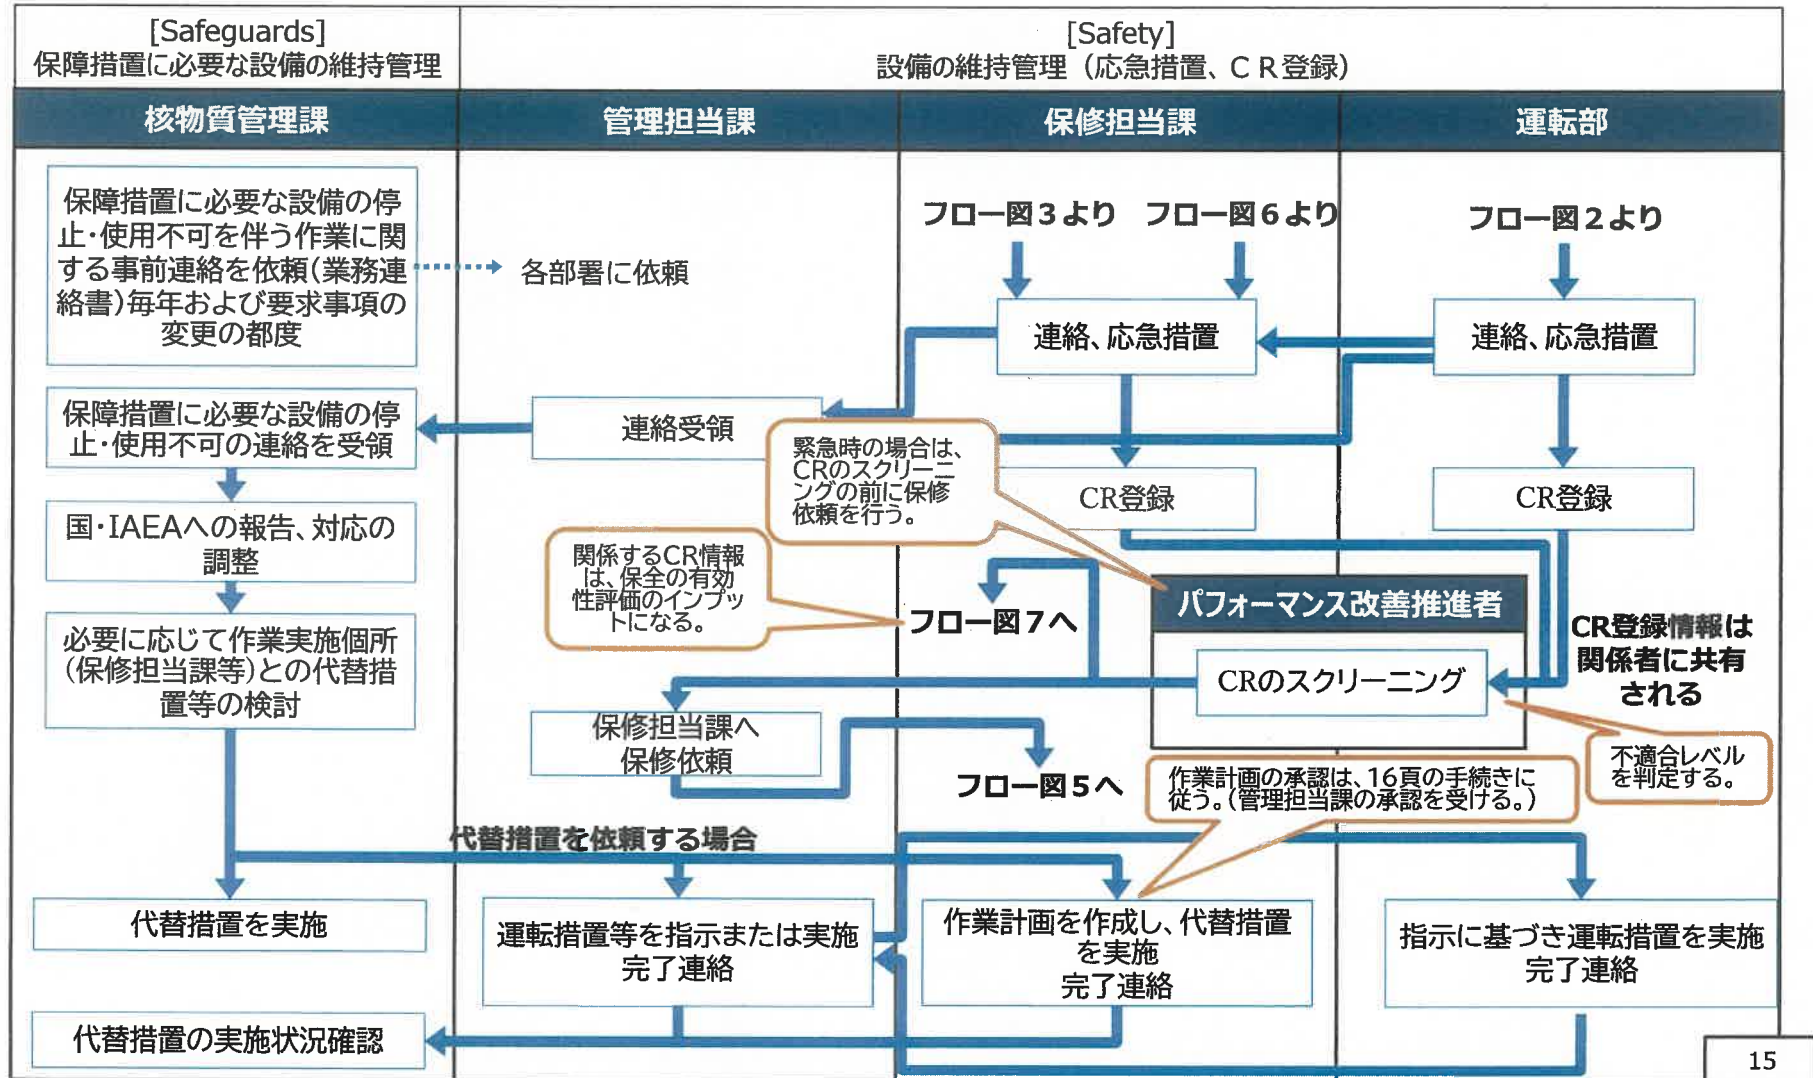 [Safeguards]
保障措置に必要な設備の維持管理
[Safety]
設備の維持管理（応急措置、ＣＲ登録）
核物質管理課
管理担当課
保修担当課
運転部
保障措置に必要な設備の停
止・使用不可を伴う作業に関
する事前連絡を依頼（業務連
絡書）毎年および要求事項の
変更の都度
各部署に依頼
フロー図３より
フロー図６より
フロー図２より
連絡、応急措置
連絡、応急措置
保障措置に必要な設備の停
止・使用不可の連絡を受領
連絡受領
緊急時の場合は、
CRのスクリーニ
ングの前に保修
依頼を行う。
CR登録
CR登録
国・IAEAへの報告、対応の
調整
関係するCR情報
は、保全の有効
性評価のインプッ
トになる。
フロー図７へ
パフォーマンス改善推進者
CRのスクリーニング
CR登録情報は
関係者に共有
される
必要に応じて作業実施個所
（保修担当課等）との代替措
置等の検討
保修担当課へ
保修依頼
フロー図５へ
不適合レベル
を判定する。
作業計画の承認は、16頁の手続きに
従う。（管理担当課の承認を受ける。）
代替措置を依頼する場合
代替措置を実施
運転措置等を指示または実施
完了連絡
作業計画を作成し、代替措置
を実施
完了連絡
指示に基づき運転措置を実施
完了連絡
代替措置の実施状況確認
15